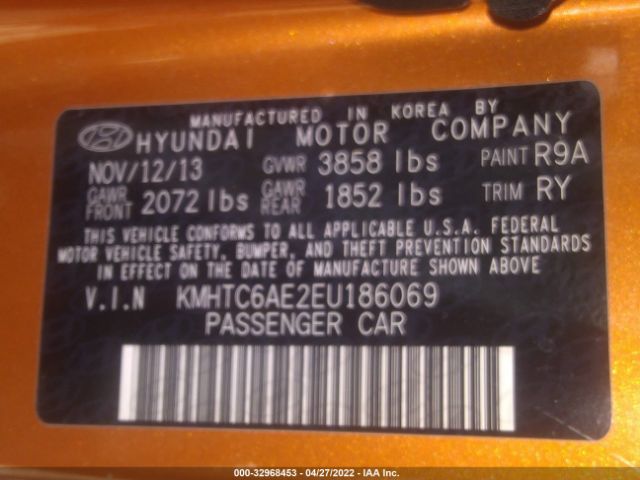 MANUFACTURED IN KOREA BY
HYUNDAI MOTOR COMPANY
NOV/12/13 GVWR 3858 lbs PAINT R9A
GAWR FRONT 2072 lbs GAWR REAR 1852 lbs TRIM RY
THIS VEHICLE CONFORMS TO ALL APPLICABLE U.S.A. FEDERAL
MOTOR VEHICLE SAFETY, BUMPER, AND THEFT PREVENTION STANDARDS
IN EFFECT ON THE DATE OF MANUFACTURE SHOWN ABOVE
V.I.N KMHTC6AE2EU186069
PASSENGER CAR
000-32968453 - 04/27/2022 - IAA Inc.